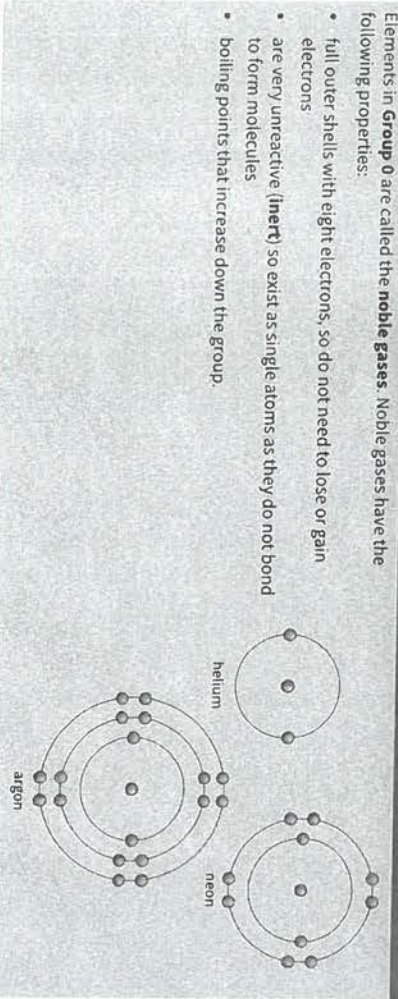 Elements in Group 0 are called the noble gases. Noble gases have the
following properties:
• full outer shells with eight electrons, so do not need to lose or gain
electrons
• are very unreactive (inert) so exist as single atoms as they do not bond
to form molecules
• boiling points that increase down the group.
helium
neon
argon